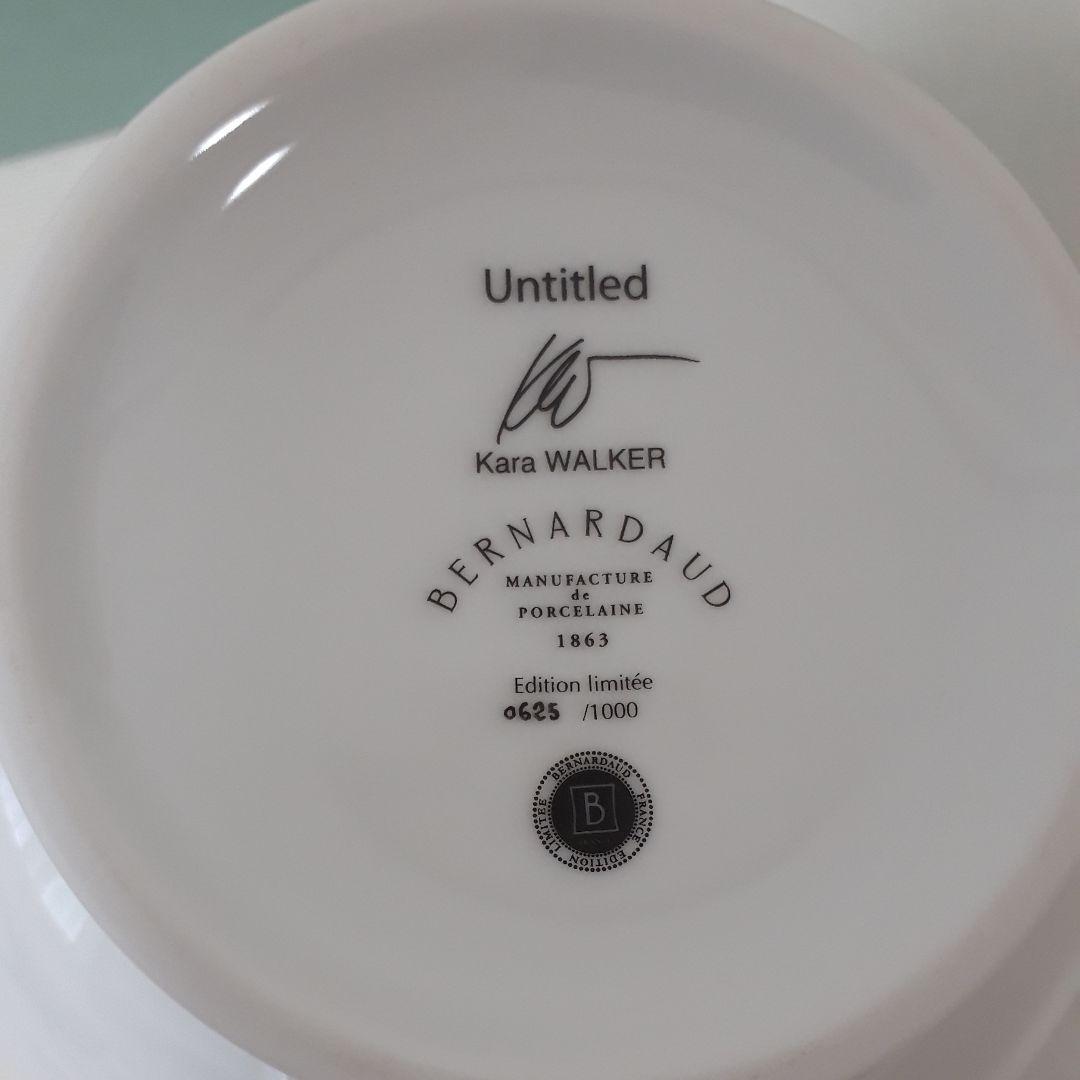 Untitled
Kara WALKER
BERNARDAUD
MANUFACTURE
de
PORCELAINE
1863
Edition limitée
0625 /1000
BERNARDAUD FRANCE EDITION LIMITÉE
B